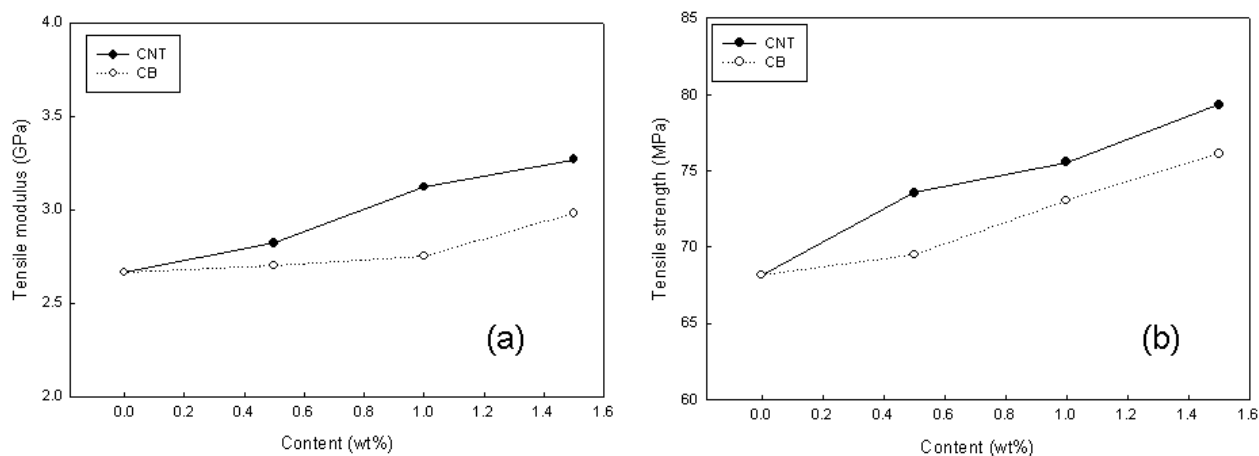 4.0
3.5
3.0
2.5
2.0
Tensile modulus (GPa)
CNT
CB
(a)
0.0 0.2 0.4 0.6 0.8 1.0 1.2 1.4 1.6
Content (wt%)
85
80
75
70
65
60
Tensile strength (MPa)
CNT
CB
(b)
0.0 0.2 0.4 0.6 0.8 1.0 1.2 1.4 1.6
Content (wt%)